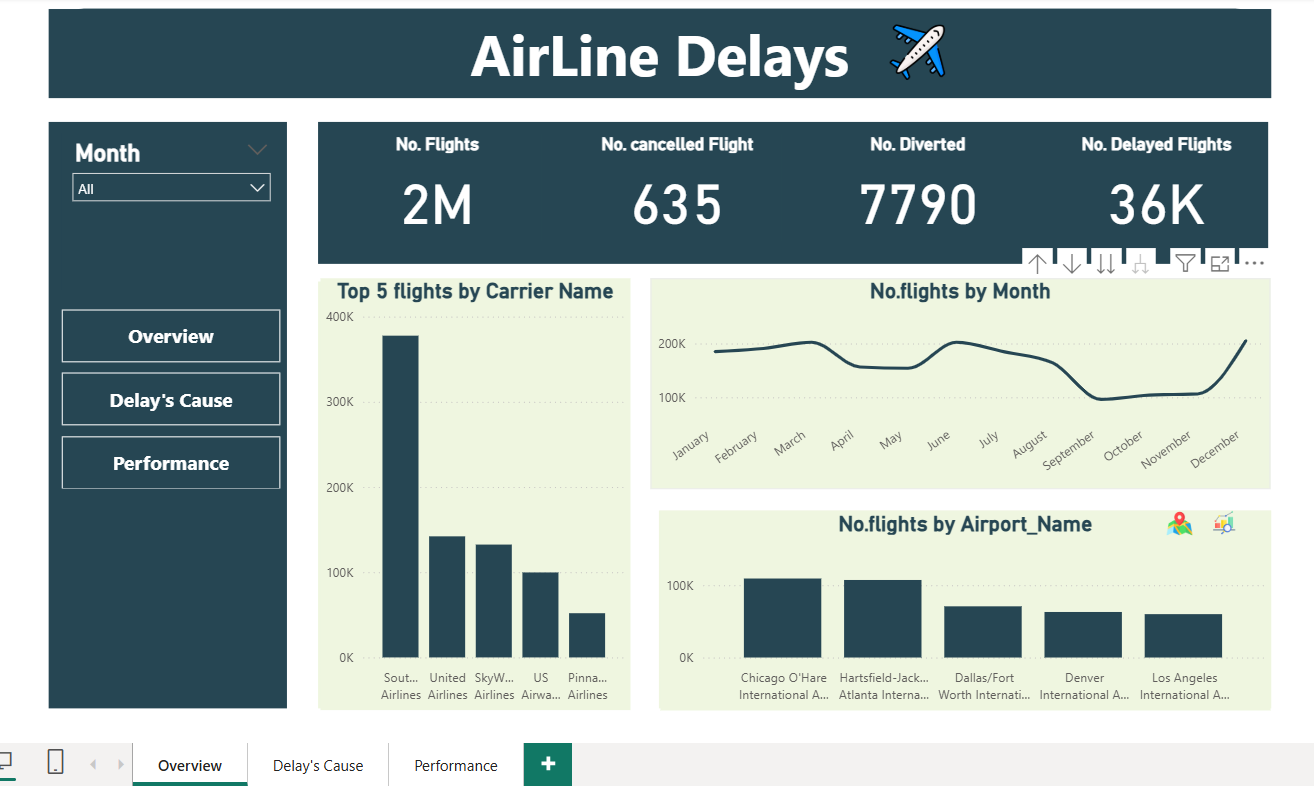 AirLine Delays
Month
All
Overview
Delay's Cause
Performance
No. Flights
2M
No. cancelled Flight
635
No. Diverted
7790
No. Delayed Flights
36K
Top 5 flights by Carrier Name
400K
300K
200K
100K
0K
Sout...
Airlines
United
Airlines
SkyW...
Airlines
US
Airwa...
Pinna...
Airlines
No.flights by Month
200K
100K
January
February
March
April
May
June
July
August
September
October
November
December
No.flights by Airport_Name
100K
0K
Chicago O'Hare
International A...
Hartsfield-Jack...
Atlanta Interna...
Dallas/Fort
Worth Internati...
Denver
International A...
Los Angeles
International A...
Overview
Delay's Cause
Performance
+